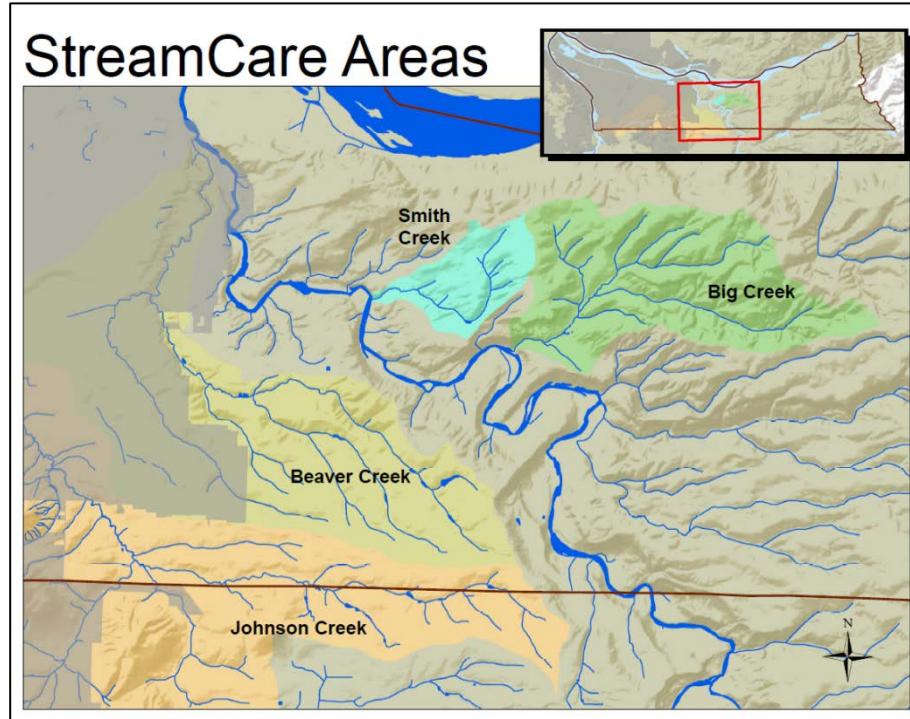 StreamCare Areas
Smith
Creek
Big Creek
Beaver Creek
Johnson Creek
N